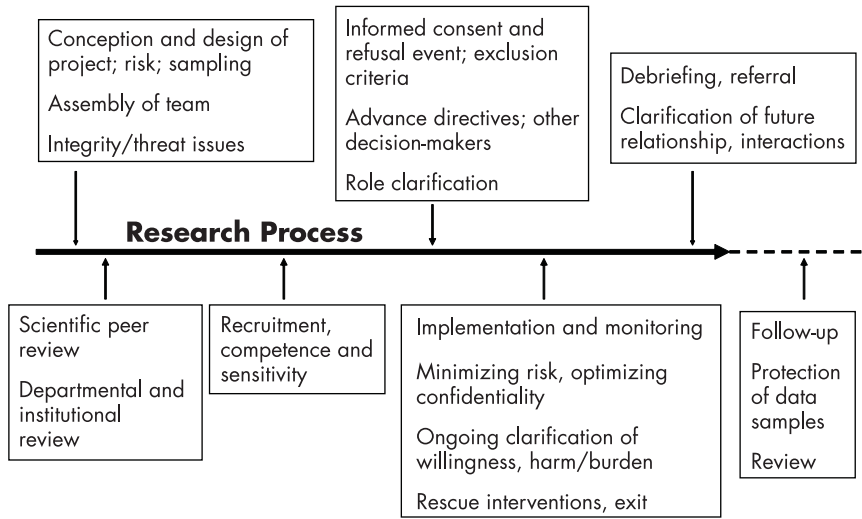 Conception and design of
project; risk; sampling
Assembly of team
Integrity/threat issues
Informed consent and
refusal event; exclusion
criteria
Advance directives; other
decision-makers
Role clarification
Debriefing, referral
Clarification of future
relationship, interactions
Research Process
Scientific peer
review
Departmental and
institutional
review
Recruitment,
competence and
sensitivity
Implementation and monitoring
Minimizing risk, optimizing
confidentiality
Ongoing clarification of
willingness, harm/burden
Rescue interventions, exit
Follow-up
Protection
of data
samples
Review